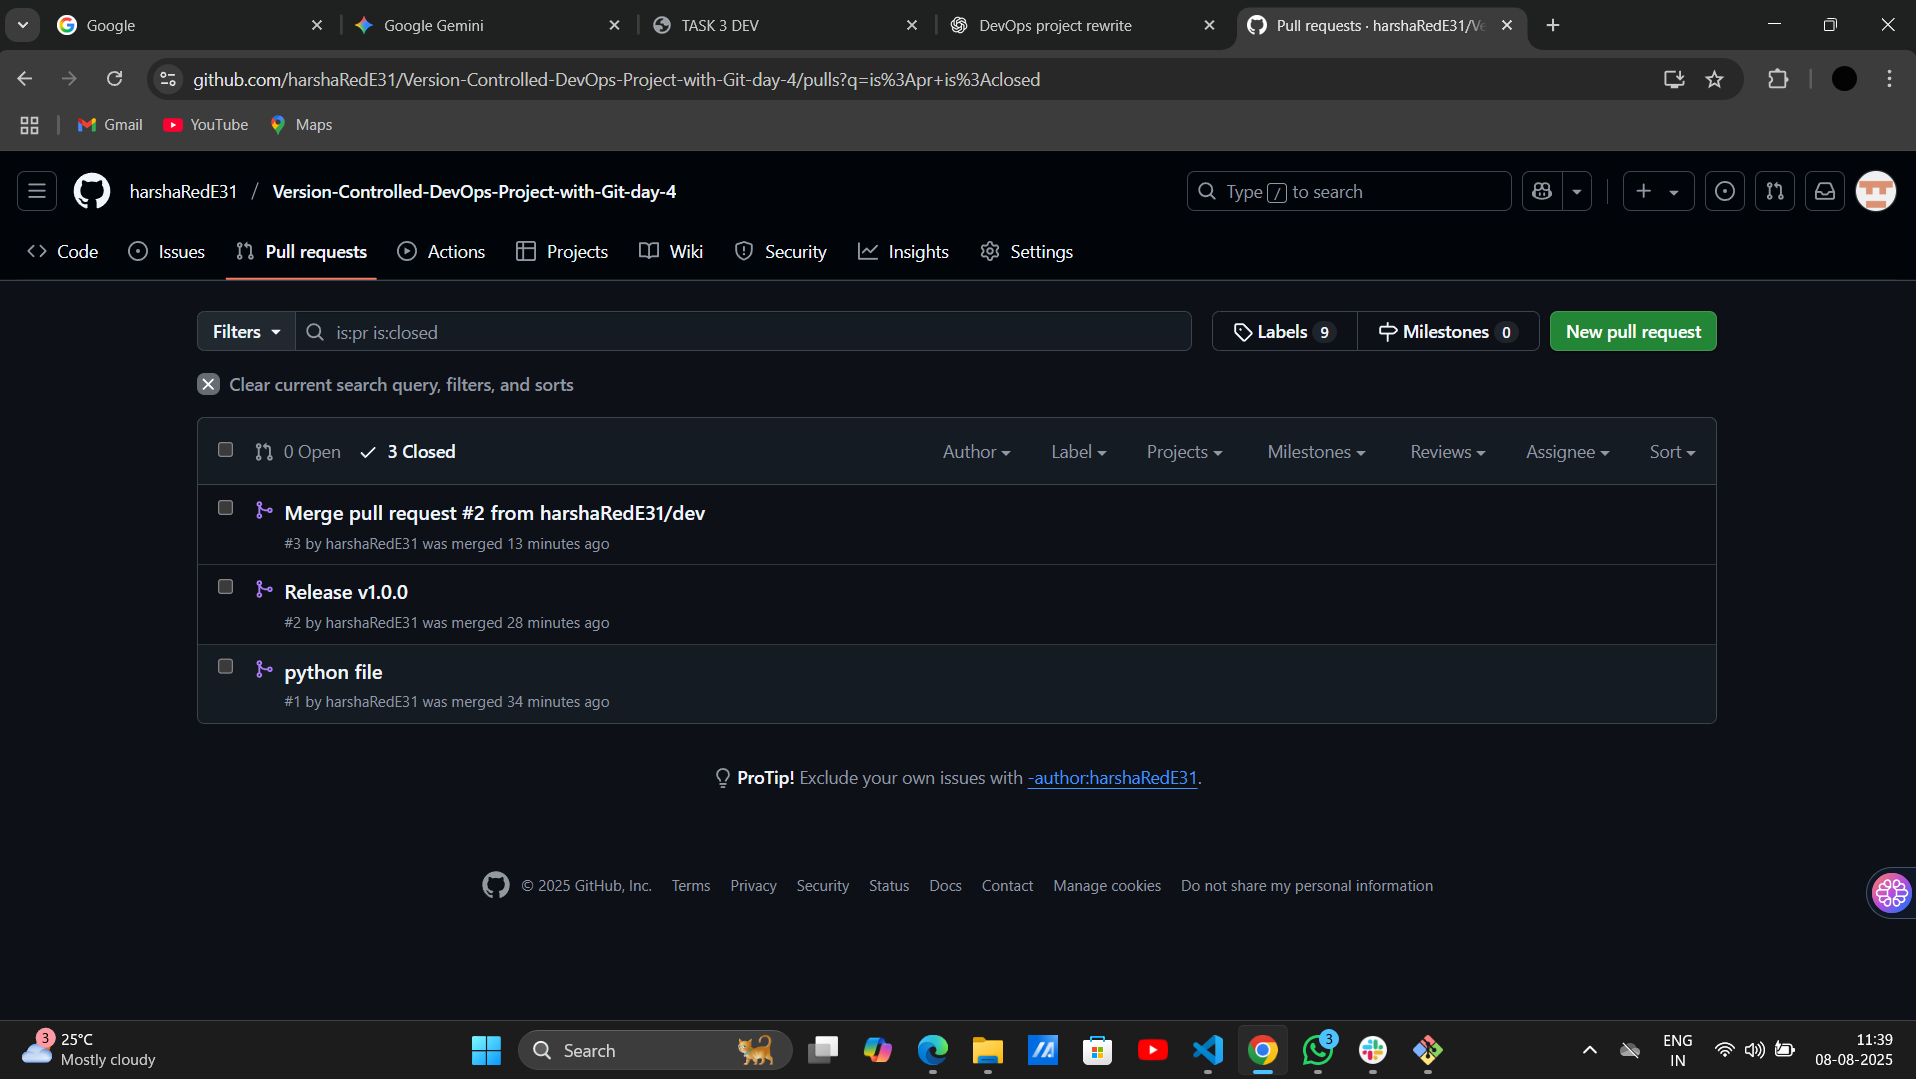 Google
Google Gemini
TASK 3 DEV
DevOps project rewrite
Pull requests · harshaRedE31/Ve
github.com/harshaRedE31/Version-Controlled-DevOps-Project-with-Git-day-4/pulls?q=is%3Apr+is%3Aclosed
Gmail YouTube Maps
harshaRedE31 / Version-Controlled-DevOps-Project-with-Git-day-4
Type / to search
Code Issues Pull requests Actions Projects Wiki Security Insights Settings
Filters is:pr is:closed Labels 9 Milestones 0 New pull request
Clear current search query, filters, and sorts
0 Open 3 Closed Author Label Projects Milestones Reviews Assignee Sort
Merge pull request #2 from harshaRedE31/dev
#3 by harshaRedE31 was merged 13 minutes ago
Release v1.0.0
#2 by harshaRedE31 was merged 28 minutes ago
python file
#1 by harshaRedE31 was merged 34 minutes ago
ProTip! Exclude your own issues with -author:harshaRedE31.
© 2025 GitHub, Inc. Terms Privacy Security Status Docs Contact Manage cookies Do not share my personal information
3
25°C
Mostly cloudy
Search
3
ENG
IN
11:39
08-08-2025